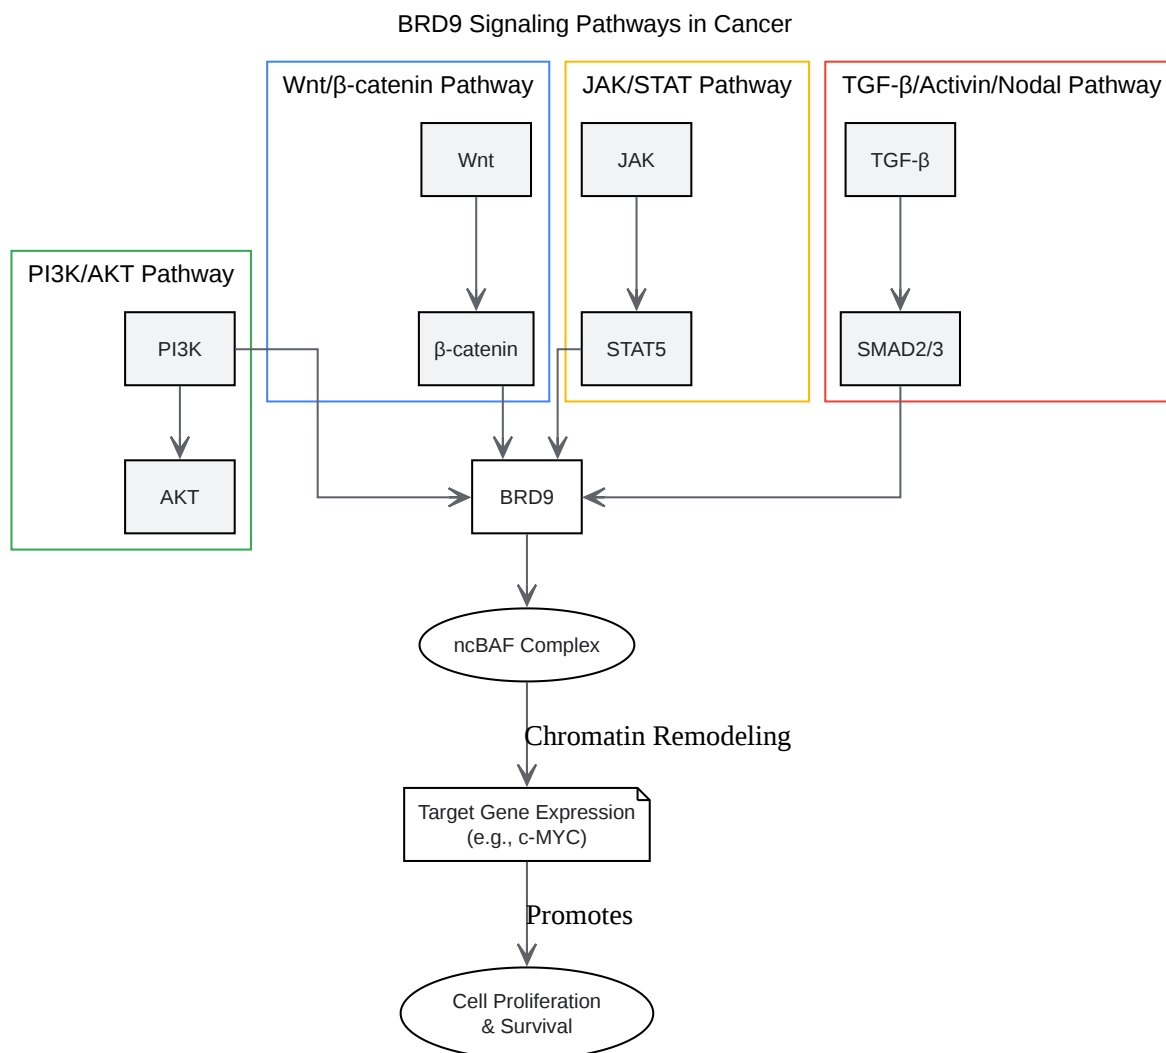 BRD9 Signaling Pathways in Cancer
Wnt/β-catenin Pathway
JAK/STAT Pathway
TGF-β/Activin/Nodal Pathway
Wnt
JAK
TGF-β
PI3K/AKT Pathway
PI3K
β-catenin
STAT5
SMAD2/3
AKT
BRD9
ncBAF Complex
Chromatin Remodeling
Target Gene Expression
(e.g., c-MYC)
Promotes
Cell Proliferation
& Survival